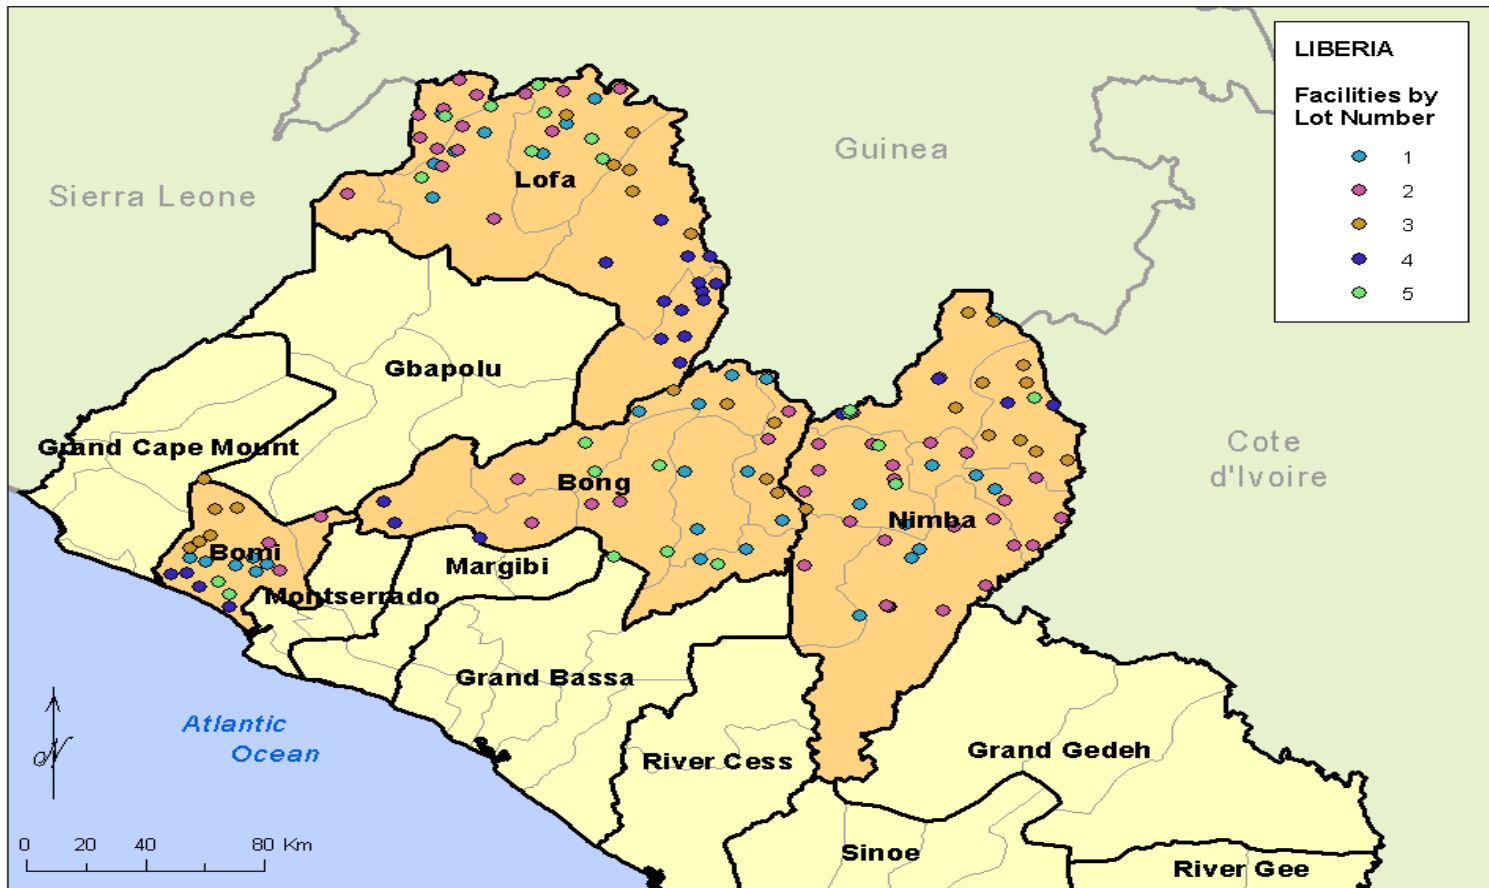 LIBERIA
Facilities by
Lot Number
1
2
3
4
5
Guinea
Sierra Leone
Lofa
Gbapolu
Grand Cape Mount
Cote
d'Ivoire
Bong
Nimba
Bomi
Margibi
Montserrado
Grand Bassa
Atlantic
Ocean
River Cess
Grand Gedeh
N
0 20 40 80 Km
Sinoe
River Gee